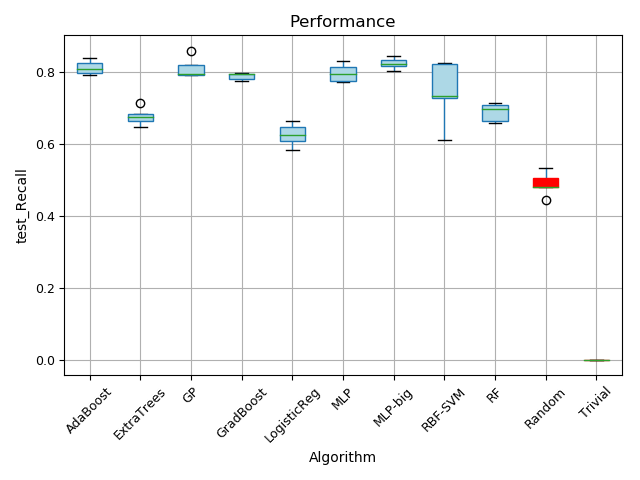 Performance
test_Recall
0.8
0.6
0.4
0.2
0.0
AdaBoost
ExtraTrees
GP
GradBoost
LogisticReg
MLP
MLP-big
RBF-SVM
RF
Random
Trivial
Algorithm